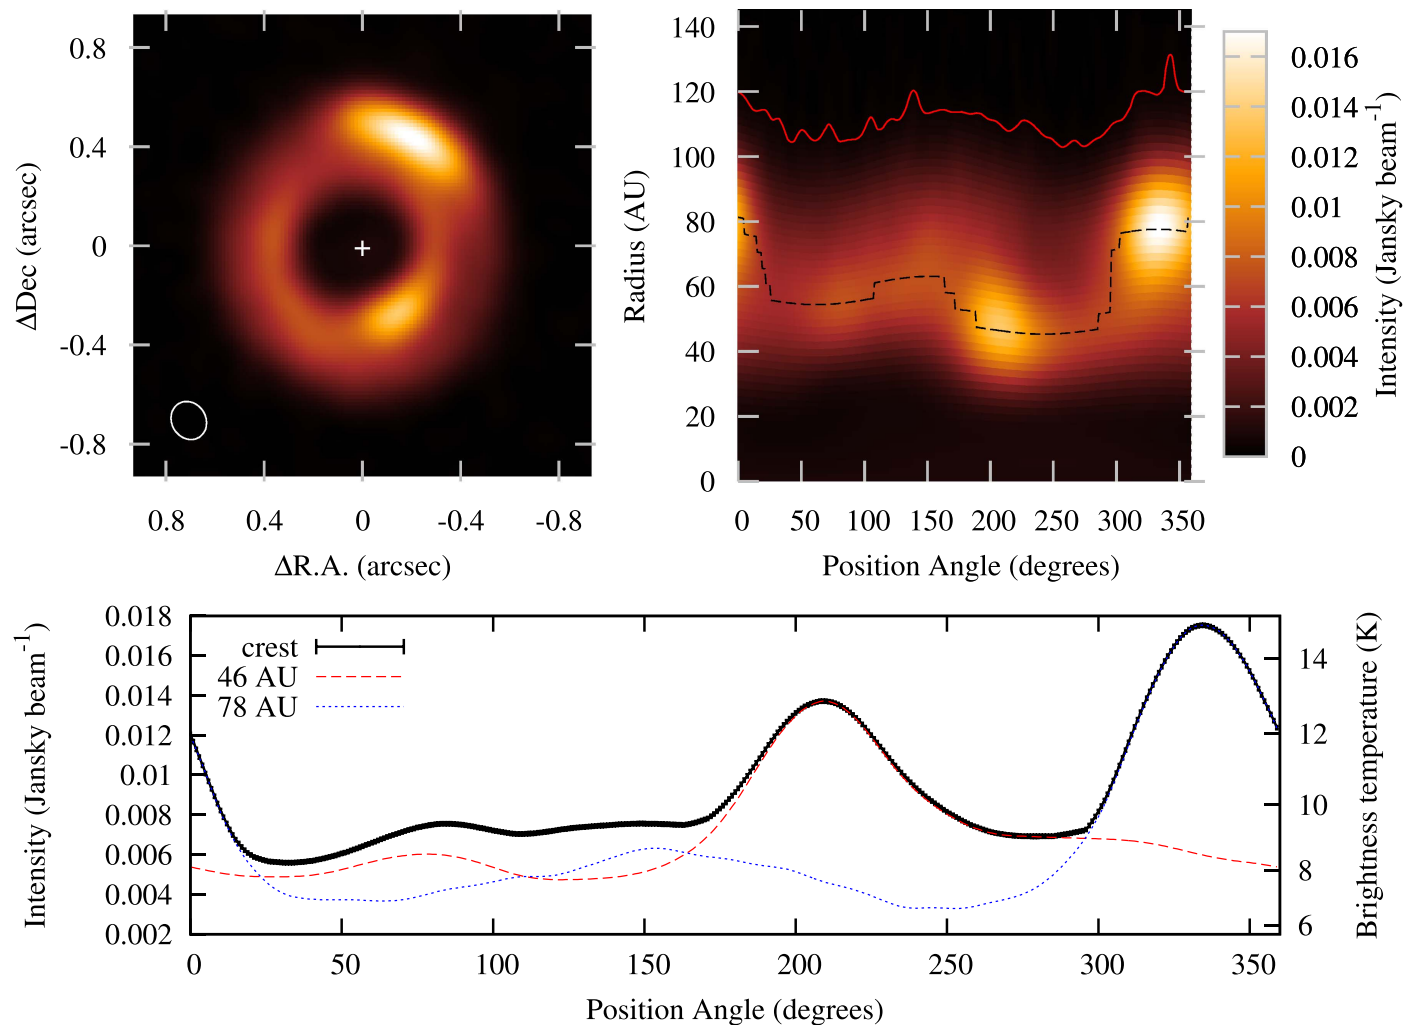 0.8
0.4
0
-0.4
-0.8
ΔDec (arcsec)
0.8 0.4 0 -0.4 -0.8
ΔR.A. (arcsec)
140
120
100
80
60
40
20
0
Radius (AU)
0 50 100 150 200 250 300 350
Position Angle (degrees)
0.016
0.014
0.012
0.01
0.008
0.006
0.004
0.002
0
Intensity (Jansky beam⁻¹)
0.018
0.016
0.014
0.012
0.01
0.008
0.006
0.004
0.002
Intensity (Jansky beam⁻¹)
crest
46 AU
78 AU
14
12
10
8
6
Brightness temperature (K)
0 50 100 150 200 250 300 350
Position Angle (degrees)